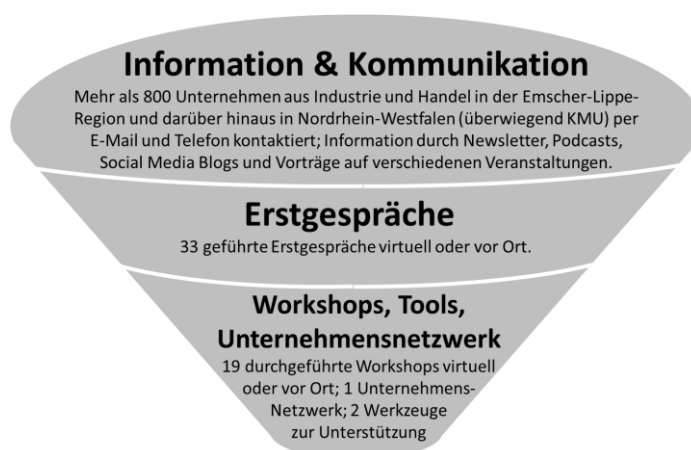 Information & Kommunikation
Mehr als 800 Unternehmen aus Industrie und Handel in der Emscher-Lippe-
Region und darüber hinaus in Nordrhein-Westfalen (überwiegend KMU) per
E-Mail und Telefon kontaktiert; Information durch Newsletter, Podcasts,
Social Media Blogs und Vorträge auf verschiedenen Veranstaltungen.
Erstgespräche
33 geführte Erstgespräche virtuell oder vor Ort.
Workshops, Tools,
Unternehmensnetzwerk
19 durchgeführte Workshops virtuell
oder vor Ort; 1 Unternehmens-
Netzwerk; 2 Werkzeuge
zur Unterstützung